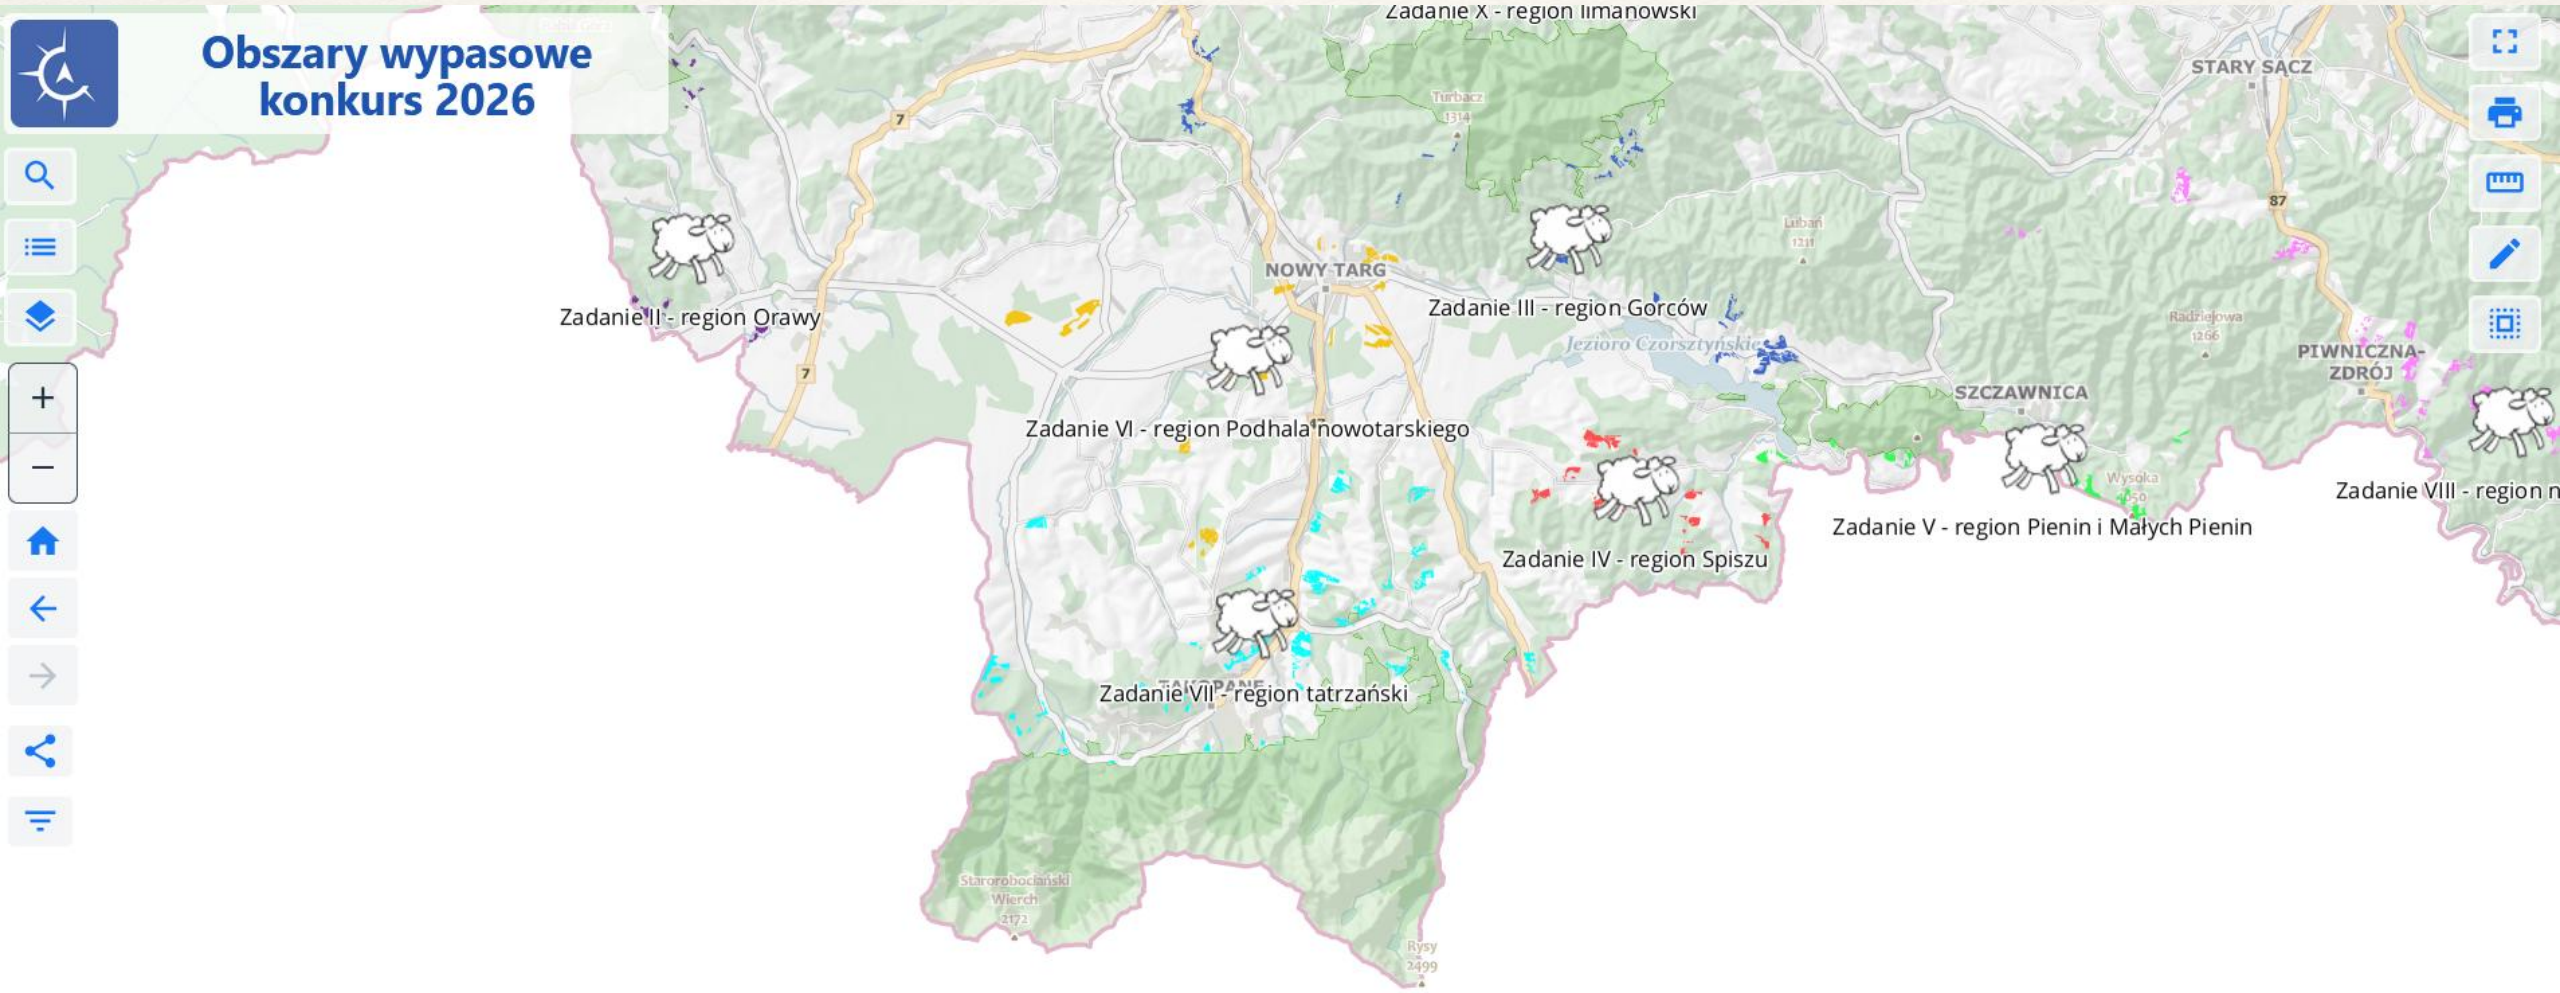 Zadanie X - region limanowski
Obszary wypasowe
konkurs 2026
STARY SĄCZ
Turbacz
1314
7
87
Lubań
1211
NOWY TARG
Zadanie III - region Gorców
Zadanie II - region Orawy
Radziejowa
1266
Jezioro Czorsztyńskie
PIWNICZNA-
ZDRÓJ
7
SZCZAWNICA
Zadanie VI - region Podhala nowotarskiego
Wysoka
Zadanie VIII - region n
Zadanie V - region Pienin i Małych Pienin
Zadanie IV - region Spiszu
ZAKOPANE
Zadanie VII - region tatrzański
Starorobociański
Wierch
2172
Rysy
2499